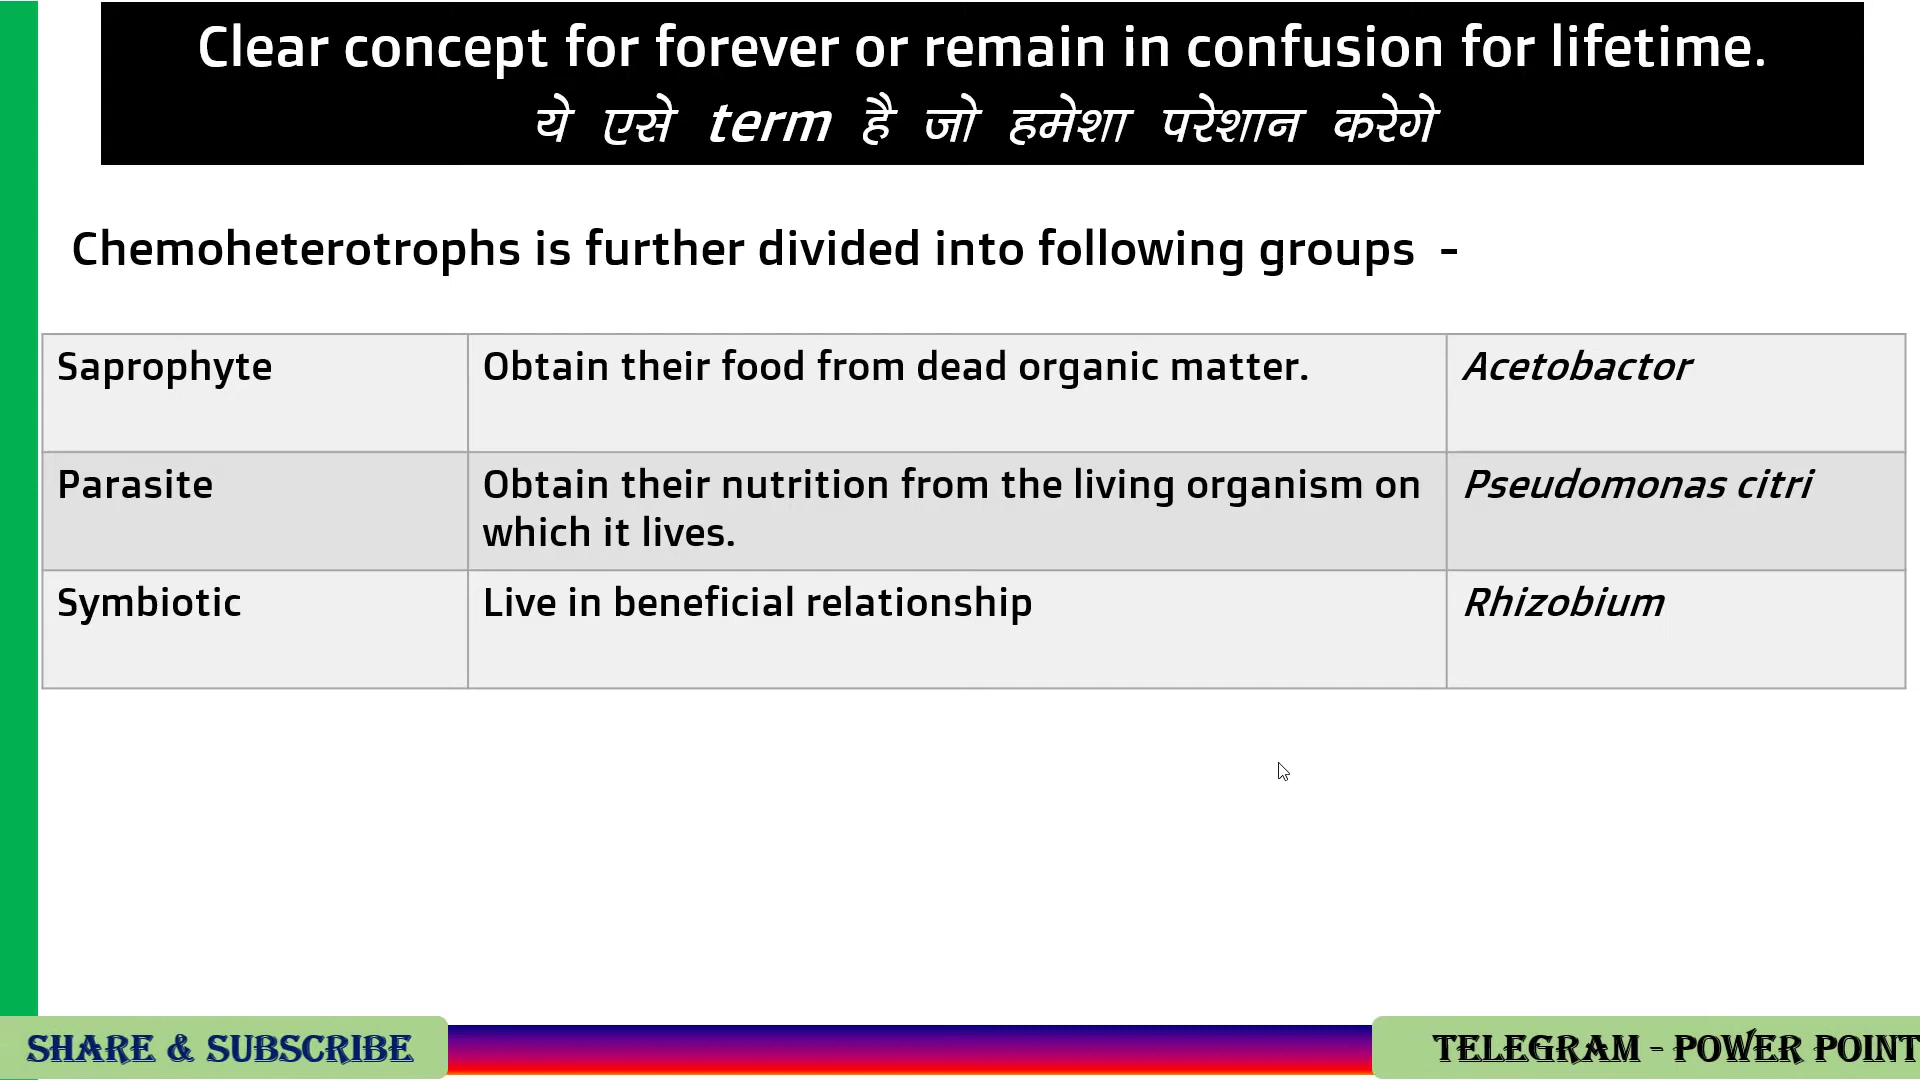 Clear concept for forever or remain in confusion for lifetime.
ये एसे term है जो हमेशा परेशान करेगे
Chemoheterotrophs is further divided into following groups -
Saprophyte
Obtain their food from dead organic matter.
Acetobactor
Parasite
Obtain their nutrition from the living organism on
which it lives.
Pseudomonas citri
Symbiotic
Live in beneficial relationship
Rhizobium
SHARE & SUBSCRIBE
TELEGRAM - POWER POINT